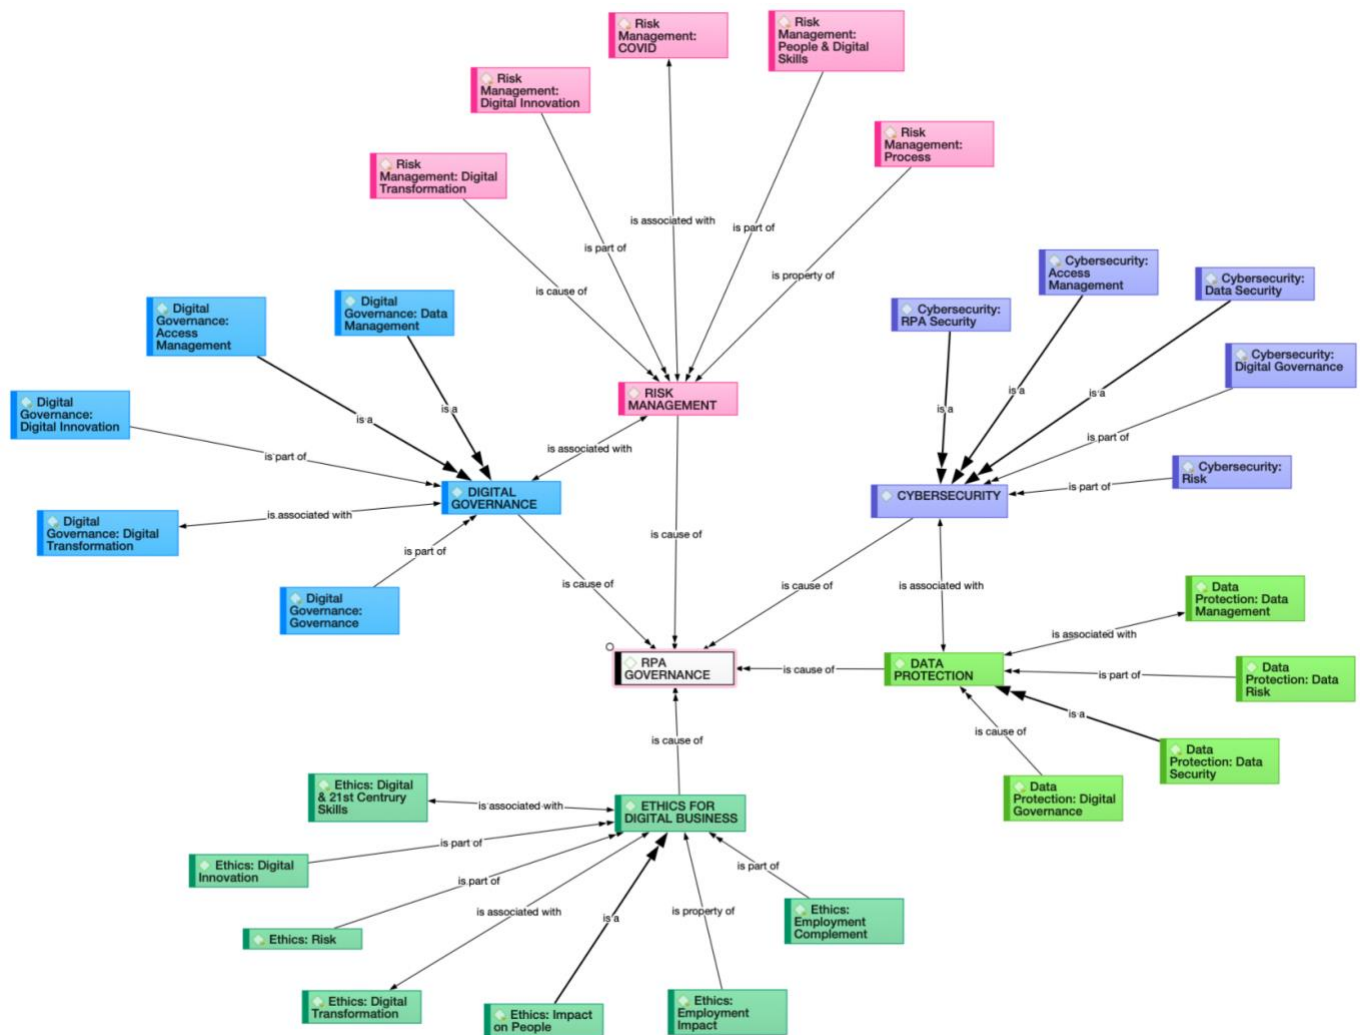 Risk
Management:
COVID
Risk
Management:
People & Digital
Skills
Risk
Management:
Digital Innovation
Risk
Management:
Process
Risk
Management: Digital
Transformation
is associated with
is part of
is part of
is property of
is cause of
Cybersecurity:
Access
Management
Cybersecurity:
Data Security
Cybersecurity:
RPA Security
Cybersecurity:
Digital Governance
Digital
Governance:
Access
Management
Digital
Governance: Data
Management
Digital
Governance:
Digital Innovation
RISK
MANAGEMENT
is a
is a
is a
is a
is a
is part of
is associated with
is part of
Cybersecurity:
Risk
is part of
DIGITAL
GOVERNANCE
CYBERSECURITY
Digital
Governance: Digital
Transformation
is associated with
is part of
is cause of
is cause of
is cause of
is associated with
Digital
Governance:
Governance
Data
Protection: Data
Management
is associated with
RPA
GOVERNANCE
is cause of
DATA
PROTECTION
is part of
Data
Protection: Data
Risk
is a
is cause of
Data
Protection: Data
Security
Data
Protection: Digital
Governance
is cause of
Ethics: Digital
& 21st Centrury
Skills
is associated with
ETHICS FOR
DIGITAL BUSINESS
is part of
Ethics: Digital
Innovation
is part of
is part of
is associated with
is a
is property of
Ethics:
Employment
Complement
Ethics: Risk
Ethics: Digital
Transformation
Ethics: Impact
on People
Ethics:
Employment
Impact